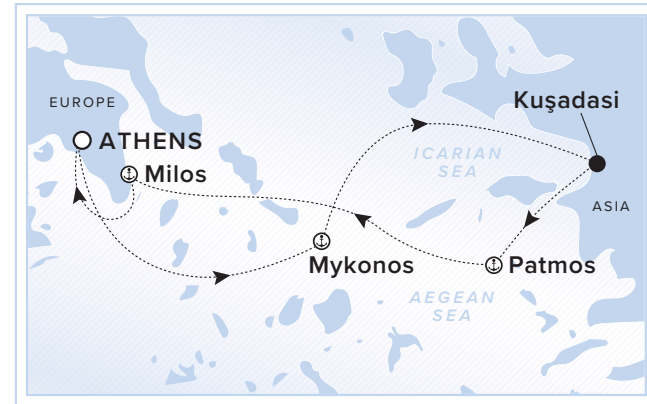 EUROPE
ATHENS
Milos
Kuşadasi
ICARIAN
SEA
ASIA
Mykonos
Patmos
AEGEAN
SEA